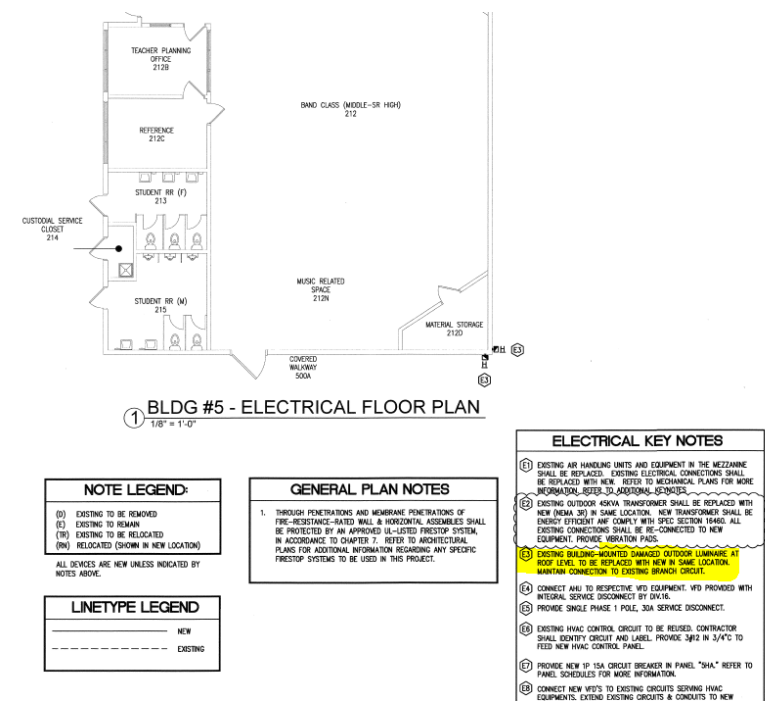 TEACHER PLANNING
OFFICE
212B
BAND CLASS (MIDDLE-SR HIGH)
212
REFERENCE
212C
STUDENT RR (F)
213
CUSTODIAL SERVICE
CLOSET
214
MUSIC RELATED
SPACE
212N
STUDENT RR (M)
215
MATERIAL STORAGE
212D
H E3
H
E3
COVERED
WALKWAY
500A
1 BLDG #5 - ELECTRICAL FLOOR PLAN
1/8" = 1'-0"
NOTE LEGEND:
(D) EXISTING TO BE REMOVED
(E) EXISTING TO REMAIN
(TR) EXISTING TO BE RELOCATED
(RN) RELOCATED (SHOWN IN NEW LOCATION)
ALL DEVICES ARE NEW UNLESS INDICATED BY
NOTES ABOVE.
LINETYPE LEGEND
NEW
EXISTING
GENERAL PLAN NOTES
1. THROUGH PENETRATIONS AND MEMBRANE PENETRATIONS OF
FIRE-RESISTANCE-RATED WALL & HORIZONTAL ASSEMBLIES SHALL
BE PROTECTED BY AN APPROVED UL-LISTED FIRESTOP SYSTEM,
IN ACCORDANCE TO CHAPTER 7. REFER TO ARCHITECTURAL
PLANS FOR ADDITIONAL INFORMATION REGARDING ANY SPECIFIC
FIRESTOP SYSTEMS TO BE USED IN THIS PROJECT.
ELECTRICAL KEY NOTES
E1 EXISTING AIR HANDLING UNITS AND EQUIPMENT IN THE MEZZANINE
SHALL BE REPLACED. EXISTING ELECTRICAL CONNECTIONS SHALL
BE REPLACED WITH NEW. REFER TO MECHANICAL PLANS FOR MORE
INFORMATION. REFER TO ADDITIONAL KEYNOTES
E2 EXISTING OUTDOOR 45KVA TRANSFORMER SHALL BE REPLACED WITH
NEW (NEMA 3R) IN SAME LOCATION. NEW TRANSFORMER SHALL BE
ENERGY EFFICIENT ANF COMPLY WITH SPEC SECTION 16460. ALL
EXISTING CONNECTIONS SHALL BE RE-CONNECTED TO NEW
EQUIPMENT. PROVIDE VIBRATION PADS.
E3 EXISTING BUILDING-MOUNTED DAMAGED OUTDOOR LUMINAIRE AT
ROOF LEVEL TO BE REPLACED WITH NEW IN SAME LOCATION.
MAINTAIN CONNECTION TO EXISTING BRANCH CIRCUIT.
E4 CONNECT AHU TO RESPECTIVE VFD EQUIPMENT. VFD PROVIDED WITH
INTEGRAL SERVICE DISCONNECT BY DIV.16.
E5 PROVIDE SINGLE PHASE 1 POLE, 30A SERVICE DISCONNECT.
E6 EXISTING HVAC CONTROL CIRCUIT TO BE REUSED. CONTRACTOR
SHALL IDENTIFY CIRCUIT AND LABEL. PROVIDE 3#12 IN 3/4"C TO
FEED NEW HVAC CONTROL PANEL.
E7 PROVIDE NEW 1P 15A CIRCUIT BREAKER IN PANEL "5HA." REFER TO
PANEL SCHEDULES FOR MORE INFORMATION.
E8 CONNECT NEW VFD'S TO EXISTING CIRCUITS SERVING HVAC
EQUIPMENTS. EXTEND EXISTING CIRCUITS & CONDUITS TO NEW